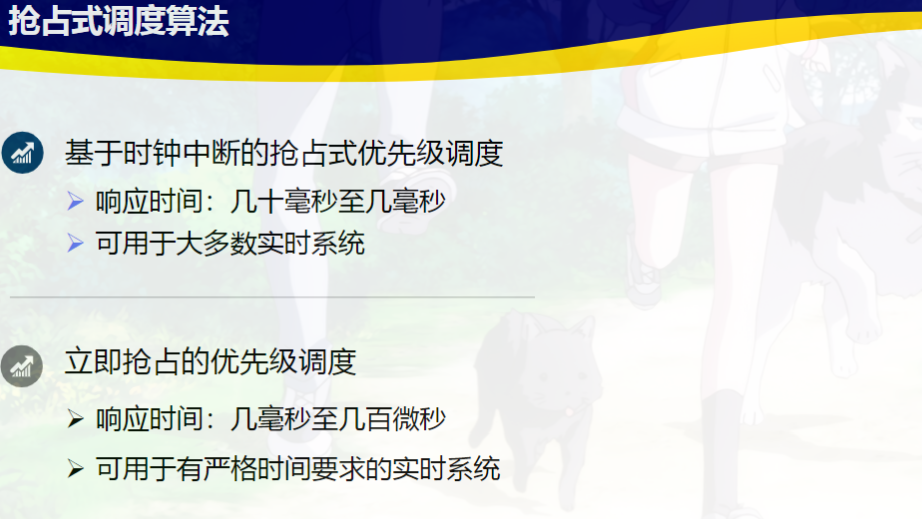 抢占式调度算法
基于时钟中断的抢占式优先级调度
响应时间：几十毫秒至几毫秒
可用于大多数实时系统
立即抢占的优先级调度
响应时间：几毫秒至几百微秒
可用于有严格时间要求的实时系统